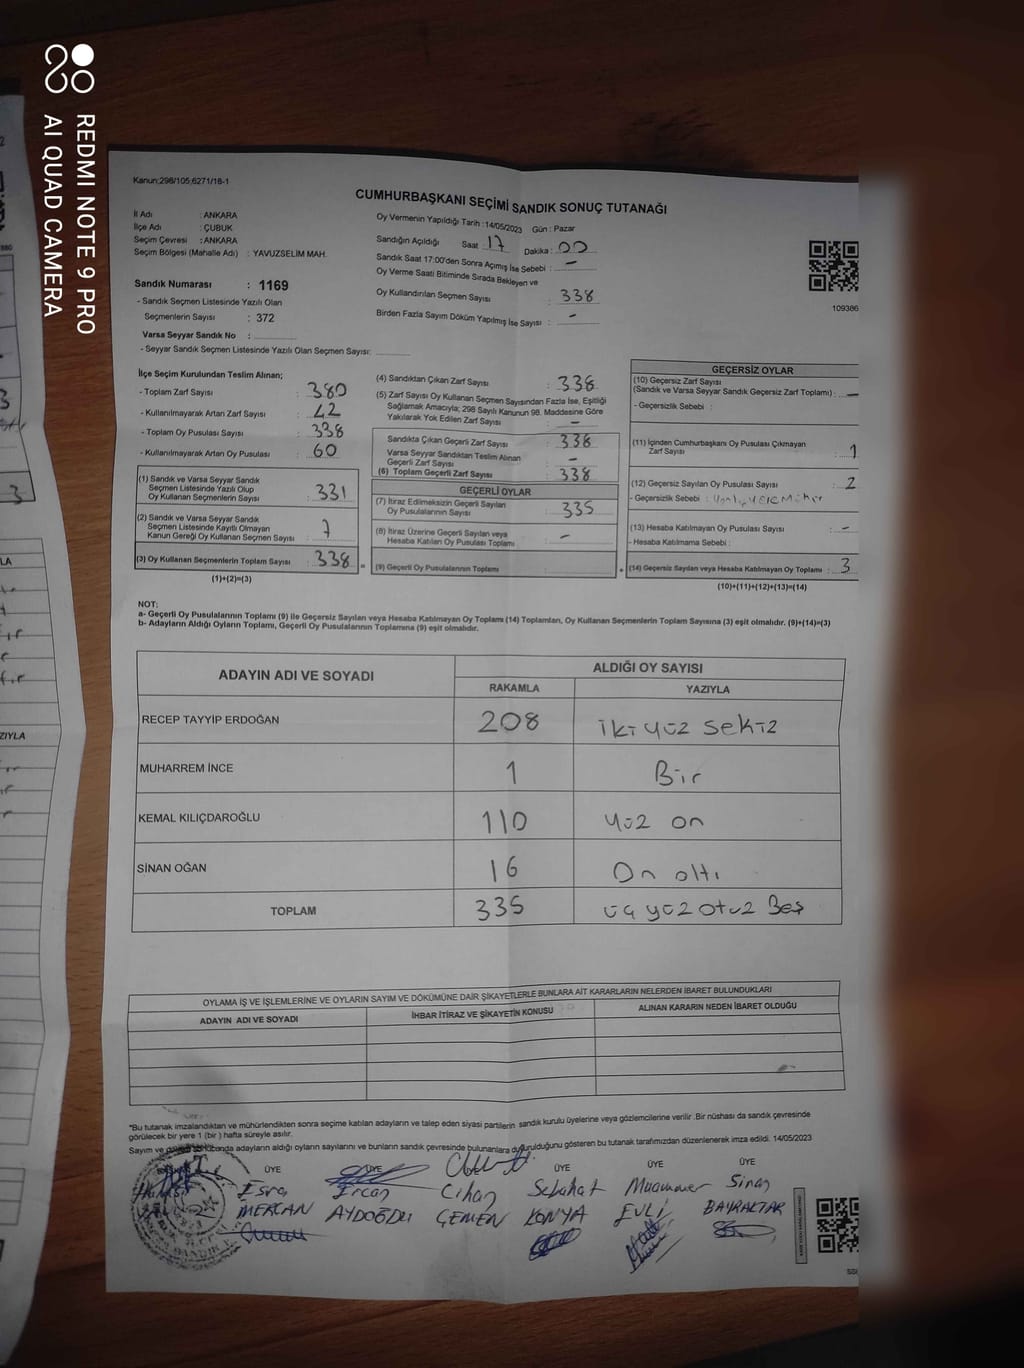 REDMI NOTE 9 PRO
AI QUAD CAMERA
Kanun;298/105;6271/18-1
CUMHURBAŞKANI SEÇİMİ SANDIK SONUÇ TUTANAĞI
İl Adı : ANKARA
İlçe Adı : ÇUBUK
Seçim Çevresi : ANKARA
Seçim Bölgesi (Mahalle Adı) : YAVUZSELİM MAH.
Oy Vermenin Yapıldığı Tarih :14/05/2023 Gün : Pazar
Sandığın Açıldığı Saat 17 Dakika : 00
Sandık Saat 17:00'den Sonra Açımış İse Sebebi : -
Oy Verme Saati Bitiminde Sırada Bekleyen ve
Oy Kullandırılan Seçmen Sayısı : 338
Birden Fazla Sayım Döküm Yapılmış İse Sayısı : -
109386
Sandık Numarası : 1169
- Sandık Seçmen Listesinde Yazılı Olan
Seçmenlerin Sayısı : 372
Varsa Seyyar Sandık No :
- Seyyar Sandık Seçmen Listesinde Yazılı Olan Seçmen Sayısı:
İlçe Seçim Kurulundan Teslim Alınan;
- Toplam Zarf Sayısı : 380
- Kullanılmayarak Artan Zarf Sayısı : 42
- Toplam Oy Pusulası Sayısı : 338
- Kullanılmayarak Artan Oy Pusulası : 60
(1) Sandık ve Varsa Seyyar Sandık
Seçmen Listesinde Yazılı Olup
Oy Kullanan Seçmenlerin Sayısı : 331
(2) Sandık ve Varsa Seyyar Sandık
Seçmen Listesinde Kayıtlı Olmayan
Kanun Gereği Oy Kullanan Seçmen Sayısı : 7
(3) Oy Kullanan Seçmenlerin Toplam Sayısı : 338
(1)+(2)=(3)
(4) Sandıktan Çıkan Zarf Sayısı : 338
(5) Zarf Sayısı Oy Kullanan Seçmen Sayısından Fazla İse, Eşitliği
Sağlamak Amacıyla; 298 Sayılı Kanunun 98. Maddesine Göre
Yakılarak Yok Edilen Zarf Sayısı : -
Sandıkta Çıkan Geçerli Zarf Sayısı : 338
Varsa Seyyar Sandıktan Teslim Alınan
Geçerli Zarf Sayısı : -
(6) Toplam Geçerli Zarf Sayısı : 338
GEÇERLİ OYLAR
(7) İtiraz Edilmeksizin Geçerli Sayılan
Oy Pusulalarının Sayısı : 335
(8) İtiraz Üzerine Geçerli Sayılan veya
Hesaba Katılan Oy Pusulası Toplamı : -
(9) Geçerli Oy Pusulalarının Toplamı :
GEÇERSİZ OYLAR
(10) Geçersiz Zarf Sayısı
(Sandık ve Varsa Seyyar Sandık Geçersiz Zarf Toplamı) : -
- Geçersizlik Sebebi :
(11) İçinden Cumhurbaşkanı Oy Pusulası Çıkmayan
Zarf Sayısı : 1
(12) Geçersiz Sayılan Oy Pusulası Sayısı : 2
- Geçersizlik Sebebi :
(13) Hesaba Katılmayan Oy Pusulası Sayısı : -
- Hesaba Katılmama Sebebi :
(14) Geçersiz Sayılan veya Hesaba Katılmayan Oy Toplamı : 3
(10)+(11)+(12)+(13)=(14)
NOT:
a- Geçerli Oy Pusulalarının Toplamı (9) ile Geçersiz Sayılan veya Hesaba Katılmayan Oy Toplamı (14) Toplamları, Oy Kullanan Seçmenlerin Toplam Sayısına (3) eşit olmalıdır. (9)+(14)=(3)
b- Adayların Aldığı Oyların Toplamı, Geçerli Oy Pusulalarının Toplamına (9) eşit olmalıdır.
ADAYIN ADI VE SOYADI ALDIĞI OY SAYISI
RAKAMLA YAZIYLA
RECEP TAYYİP ERDOĞAN 208 iki yüz sekiz
MUHARREM İNCE 1 Bir
KEMAL KILIÇDAROĞLU 110 yüz on
SİNAN OĞAN 16 On altı
TOPLAM 335 üç yüz otuz Beş
OYLAMA İŞ VE İŞLEMLERİNE VE OYLARIN SAYIM VE DÖKÜMÜNE DAİR ŞİKAYETLERLE BUNLARA AİT KARARLARIN NELERDEN İBARET BULUNDUKLARI
ADAYIN ADI VE SOYADI İHBAR İTİRAZ VE ŞİKAYETİN KONUSU ALINAN KARARIN NEDEN İBARET OLDUĞU
*Bu tutanak imzalandıktan ve mühürlendikten sonra seçime katılan adayların ve talep eden siyasi partilerin sandık kurulu üyelerine veya gözlemcilerine verilir. Bir nüshası da sandık çevresinde
görülecek bir yere 1 (bir) hafta süreyle asılır.
adayların aldığı oyların sayılarını ve bunların sandık çevresinde bulunanlara duyurulduğunu gösteren bu tutanak tarafımızdan düzenlenerek imza edildi. 14/05/2023
ÜYE ÜYE ÜYE ÜYE ÜYE
Esra Ercan Cihan Selahat Muammer Sinan
MERCAN AYDOĞDU ÇEMEN KONYA EVLİ BAYRAKTAR